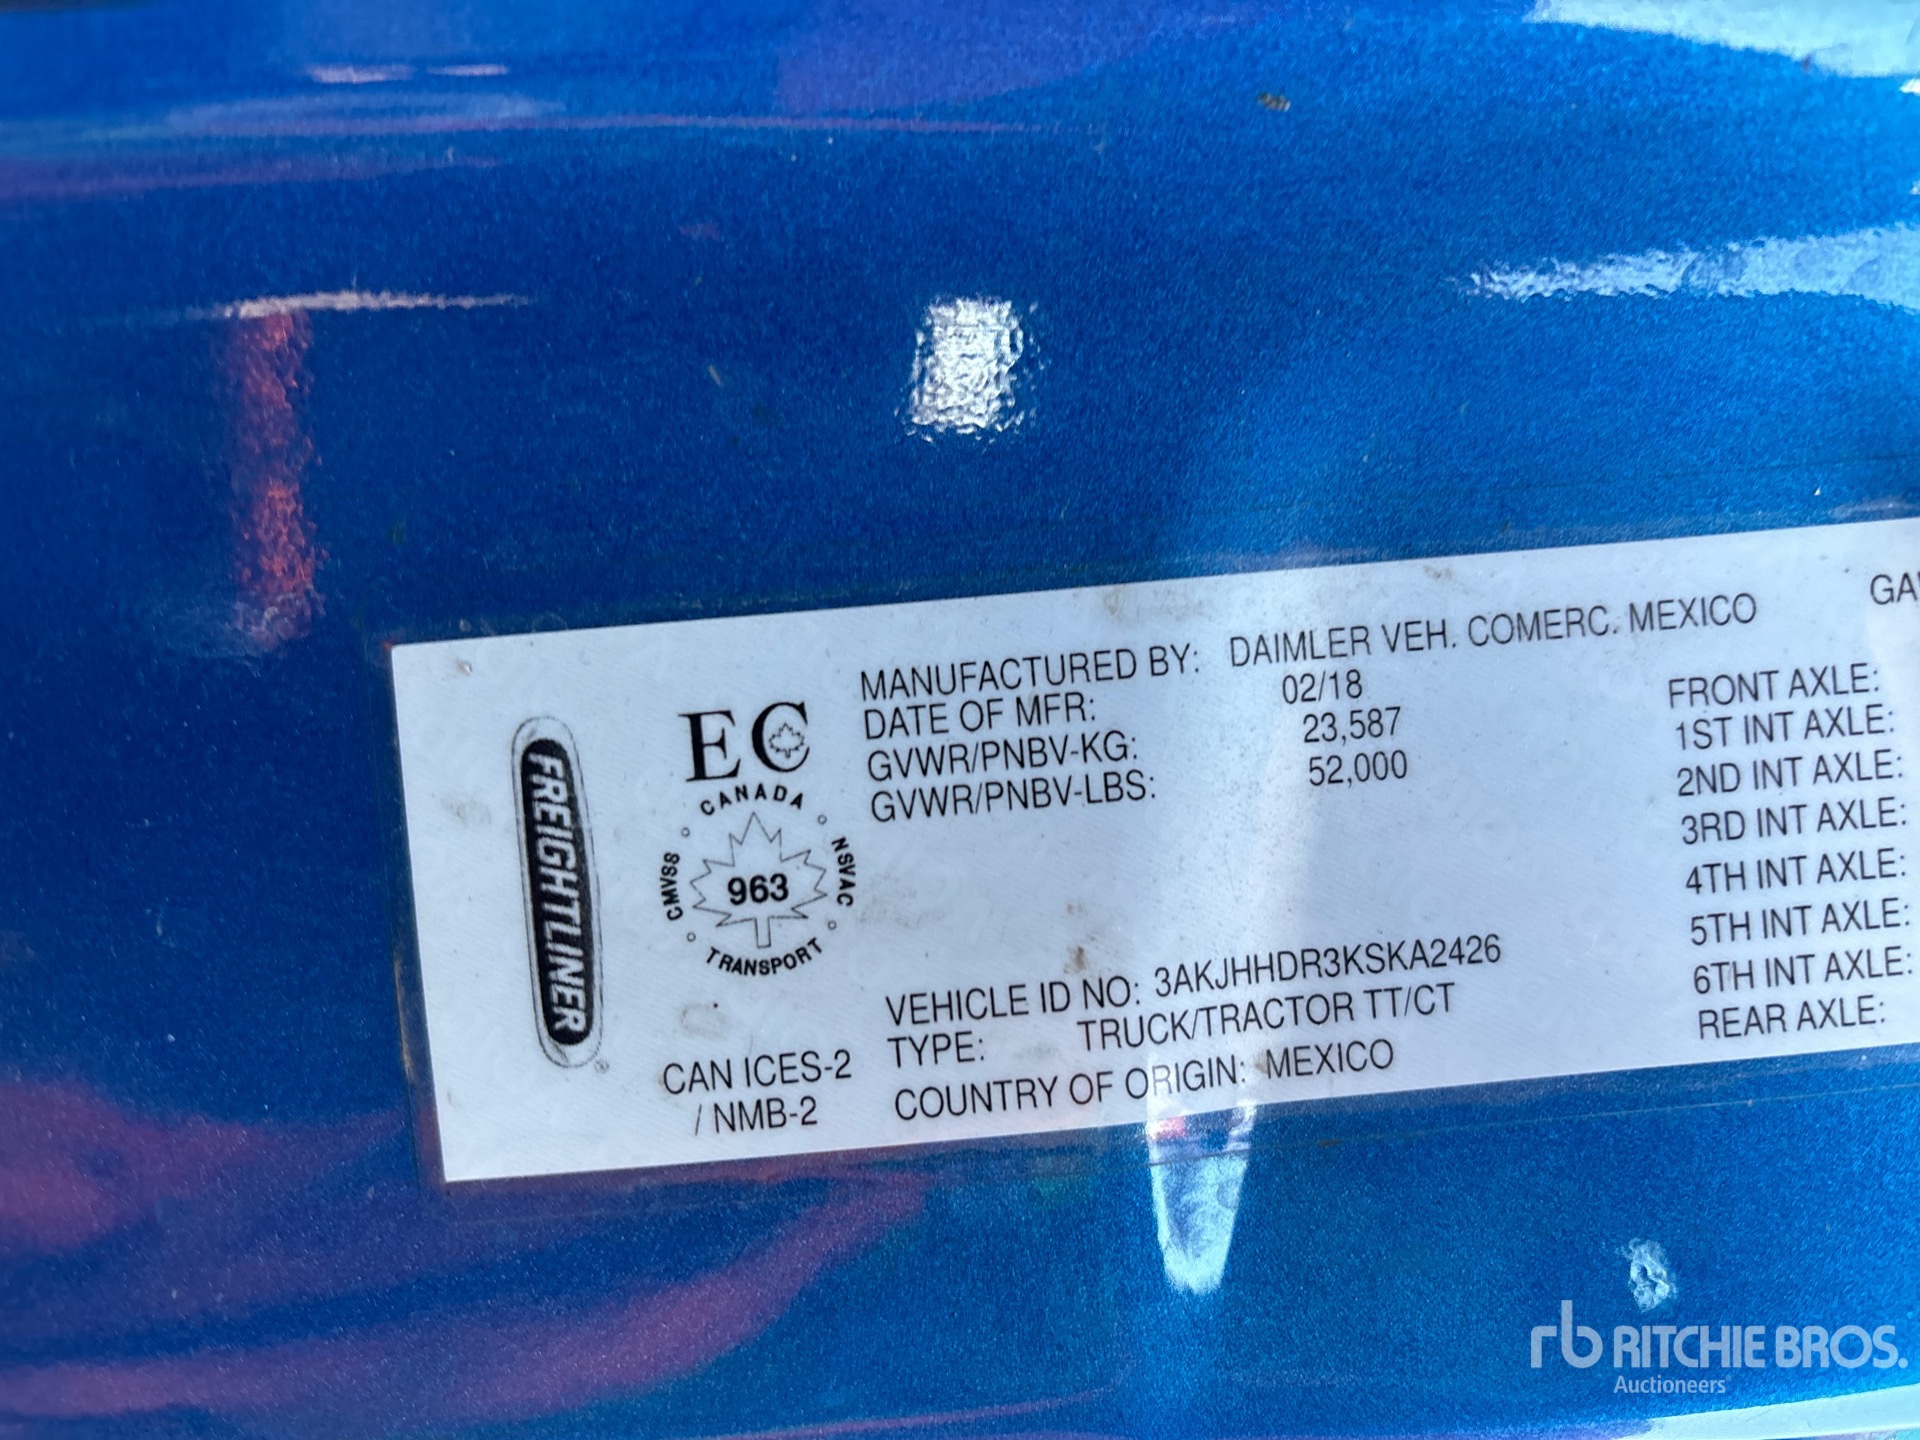 FREIGHTLINER
®
EC
CANADA
CMVSS
963
NSVAC
TRANSPORT
CAN ICES-2
/ NMB-2
MANUFACTURED BY: DAIMLER VEH. COMERC. MEXICO
DATE OF MFR: 02/18
GVWR/PNBV-KG: 23,587
GVWR/PNBV-LBS: 52,000
VEHICLE ID NO: 3AKJHHDR3KSKA2426
TYPE: TRUCK/TRACTOR TT/CT
COUNTRY OF ORIGIN: MEXICO
FRONT AXLE:
1ST INT AXLE:
2ND INT AXLE:
3RD INT AXLE:
4TH INT AXLE:
5TH INT AXLE:
6TH INT AXLE:
REAR AXLE:
rb RITCHIE BROS.
Auctioneers